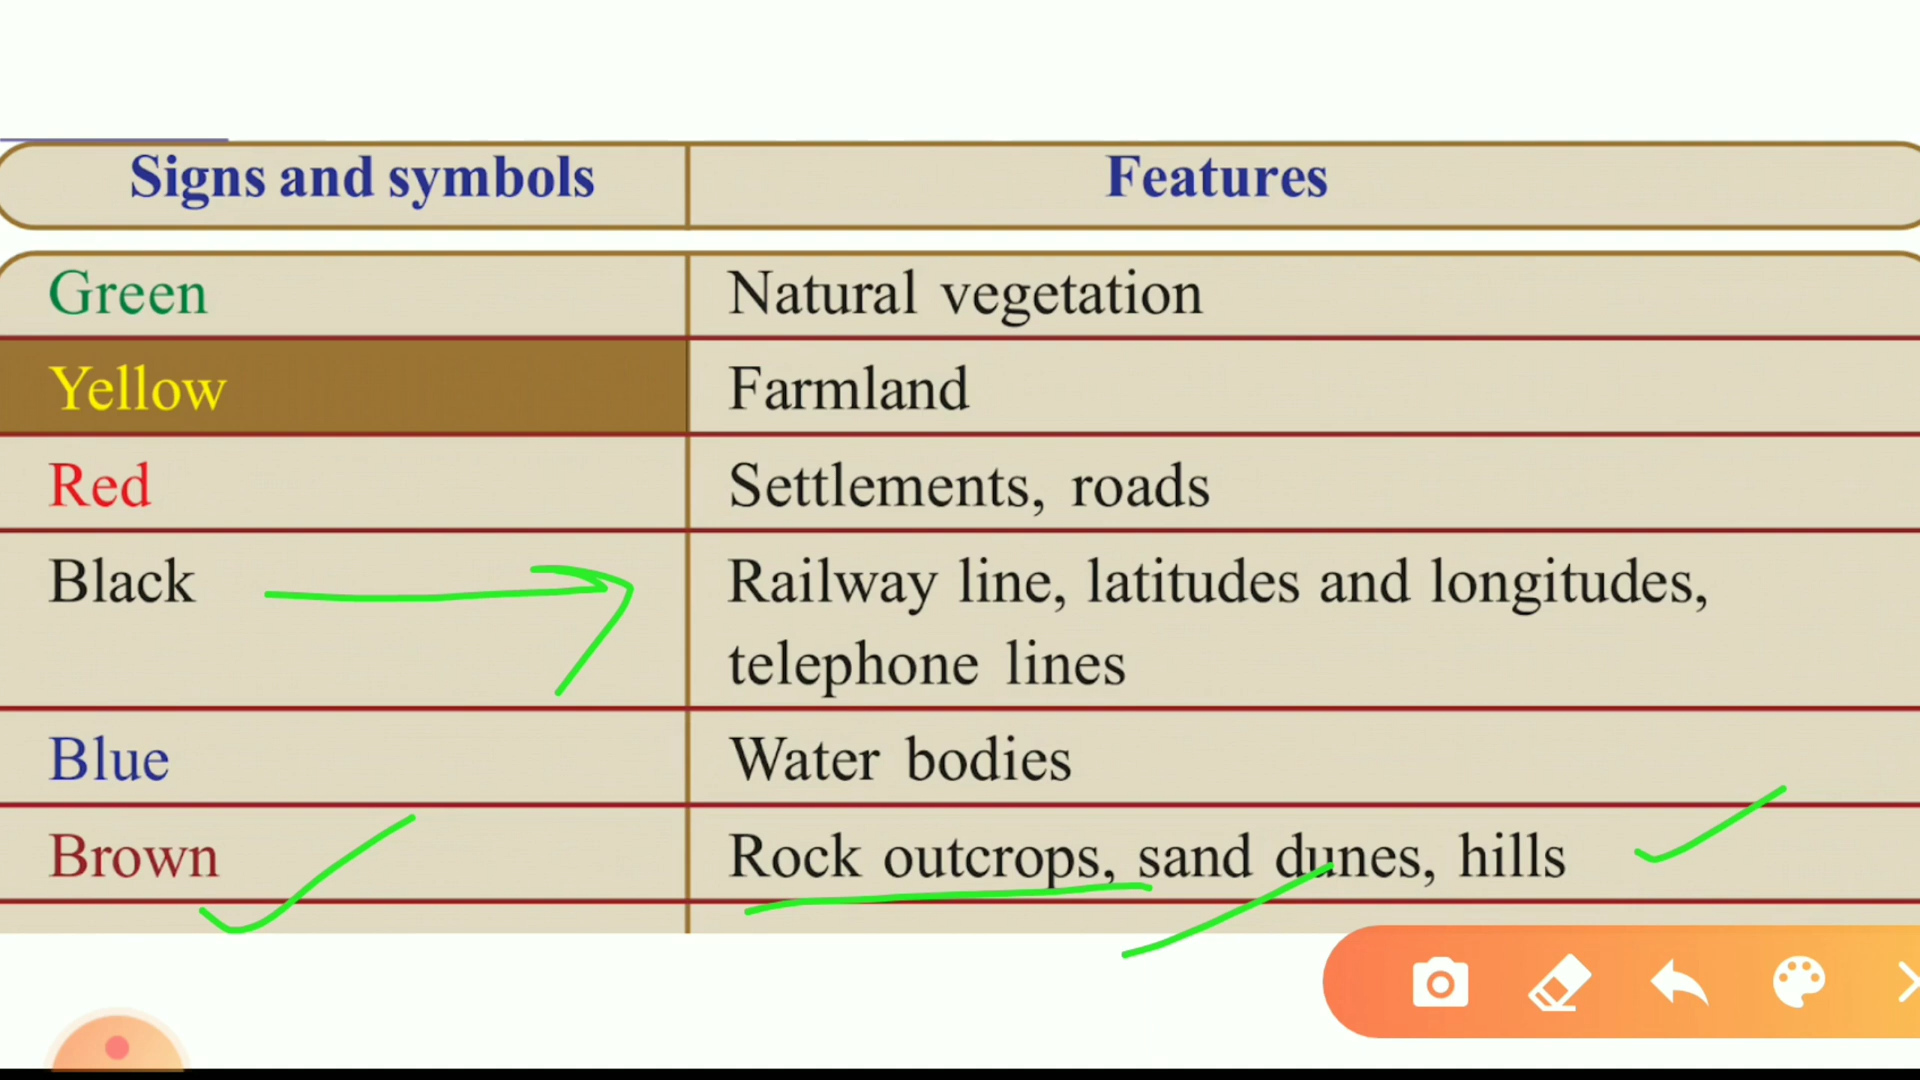 Signs and symbols Features
Green Natural vegetation
Yellow Farmland
Red Settlements, roads
Black Railway line, latitudes and longitudes,
telephone lines
Blue Water bodies
Brown Rock outcrops, sand dunes, hills